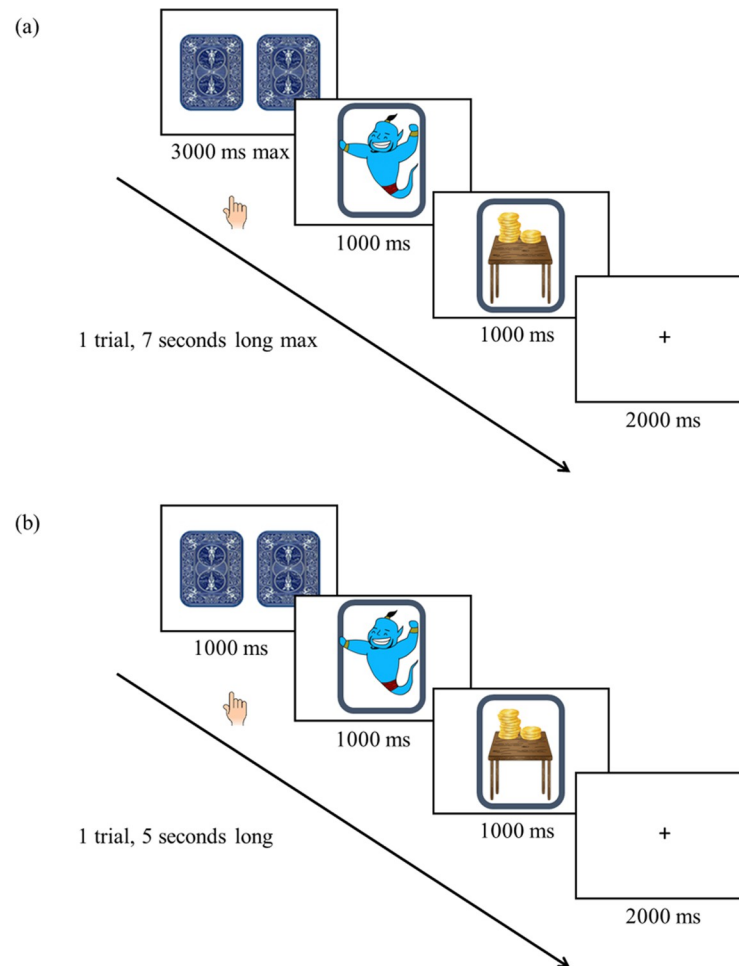 (a)
3000 ms max
1000 ms
1000 ms
1 trial, 7 seconds long max
+
2000 ms
(b)
1000 ms
1000 ms
1000 ms
1 trial, 5 seconds long
+
2000 ms